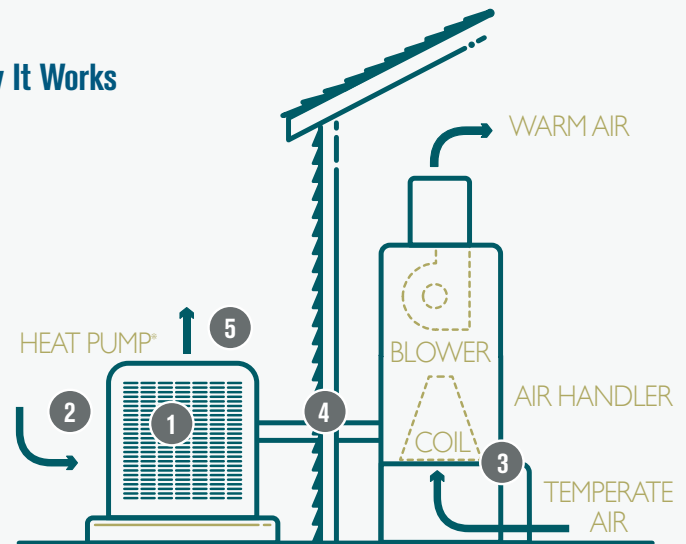 It Works
WARM AIR
5
HEAT PUMP®
BLOWER
2
1
4
AIR HANDLER
COIL
3
TEMPERATE
AIR